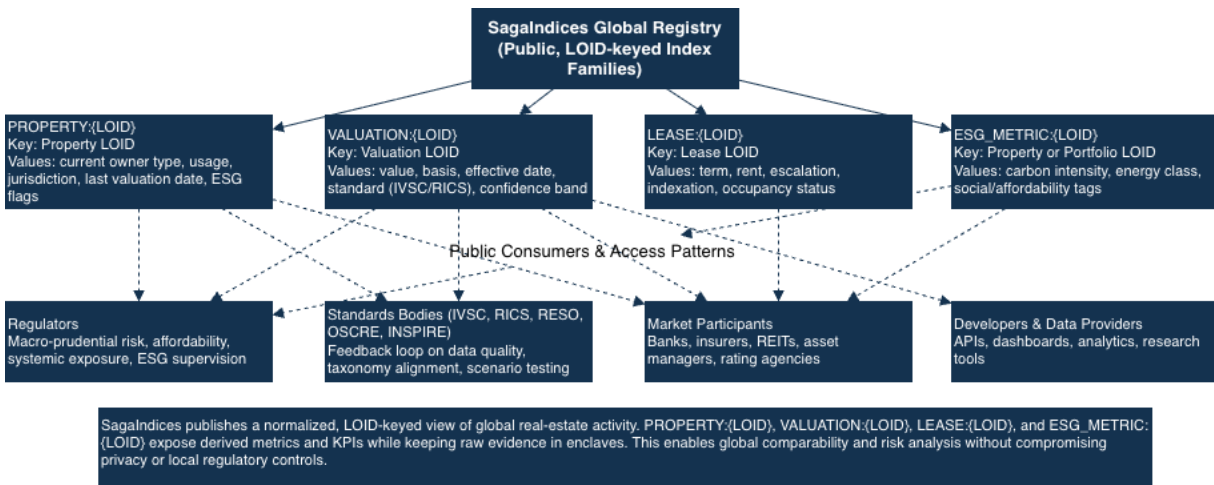 SagaIndices Global Registry
(Public, LOID-keyed Index
Families)
PROPERTY:{LOID}
Key: Property LOID
Values: current owner type, usage,
jurisdiction, last valuation date, ESG
flags
VALUATION:{LOID}
Key: Valuation LOID
Values: value, basis, effective date,
standard (IVSC/RICS), confidence band
LEASE:{LOID}
Key: Lease LOID
Values: term, rent, escalation,
indexation, occupancy status
ESG_METRIC:{LOID}
Key: Property or Portfolio LOID
Values: carbon intensity, energy class,
social/affordability tags
Public Consumers & Access Patterns
Regulators
Macro-prudential risk, affordability,
systemic exposure, ESG supervision
Standards Bodies (IVSC, RICS, RESO,
OSCRE, INSPIRE)
Feedback loop on data quality,
taxonomy alignment, scenario testing
Market Participants
Banks, insurers, REITs, asset
managers, rating agencies
Developers & Data Providers
APIs, dashboards, analytics, research
tools
SagaIndices publishes a normalized, LOID-keyed view of global real-estate activity. PROPERTY:{LOID}, VALUATION:{LOID}, LEASE:{LOID}, and ESG_METRIC:
{LOID} expose derived metrics and KPIs while keeping raw evidence in enclaves. This enables global comparability and risk analysis without compromising
privacy or local regulatory controls.